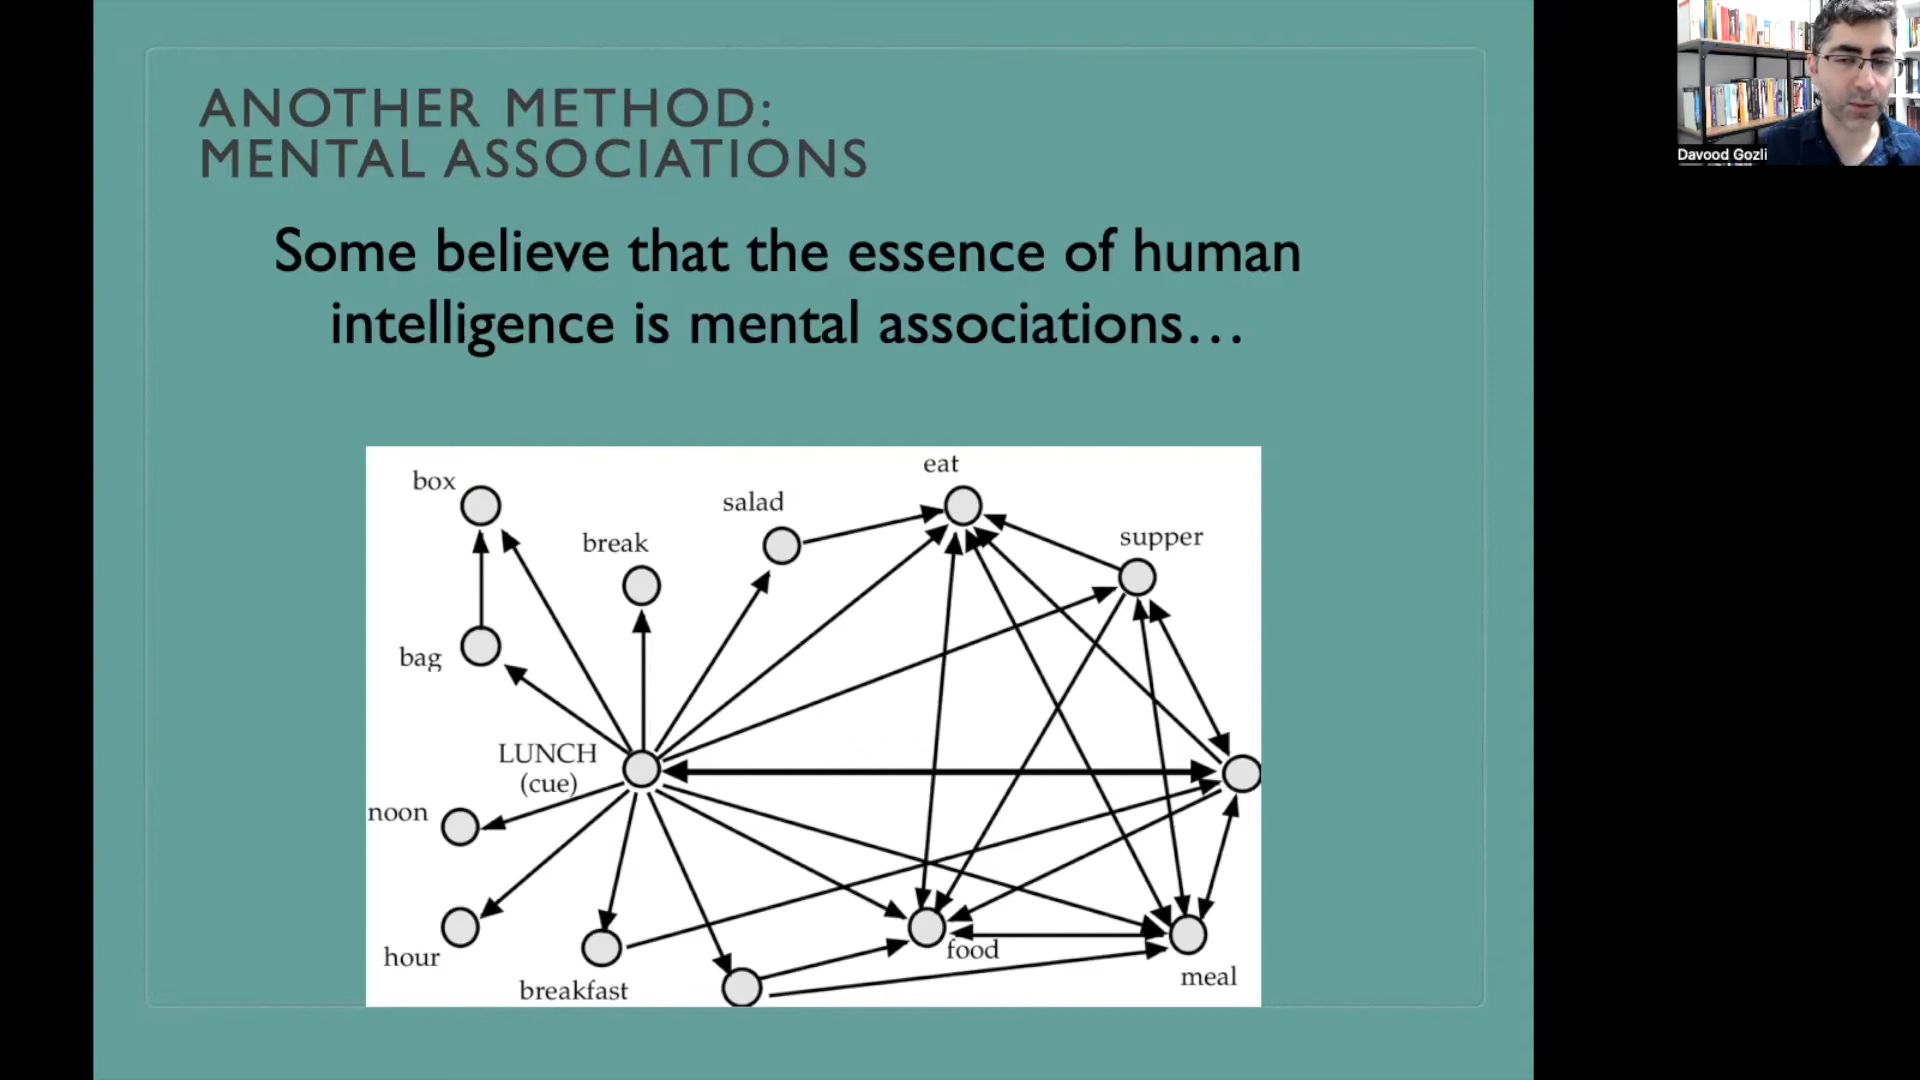 ANOTHER METHOD:
MENTAL ASSOCIATIONS
Some believe that the essence of human
intelligence is mental associations…
box
eat
salad
break
supper
bag
LUNCH
(cue)
noon
hour
food
breakfast
meal
Davood Gozli